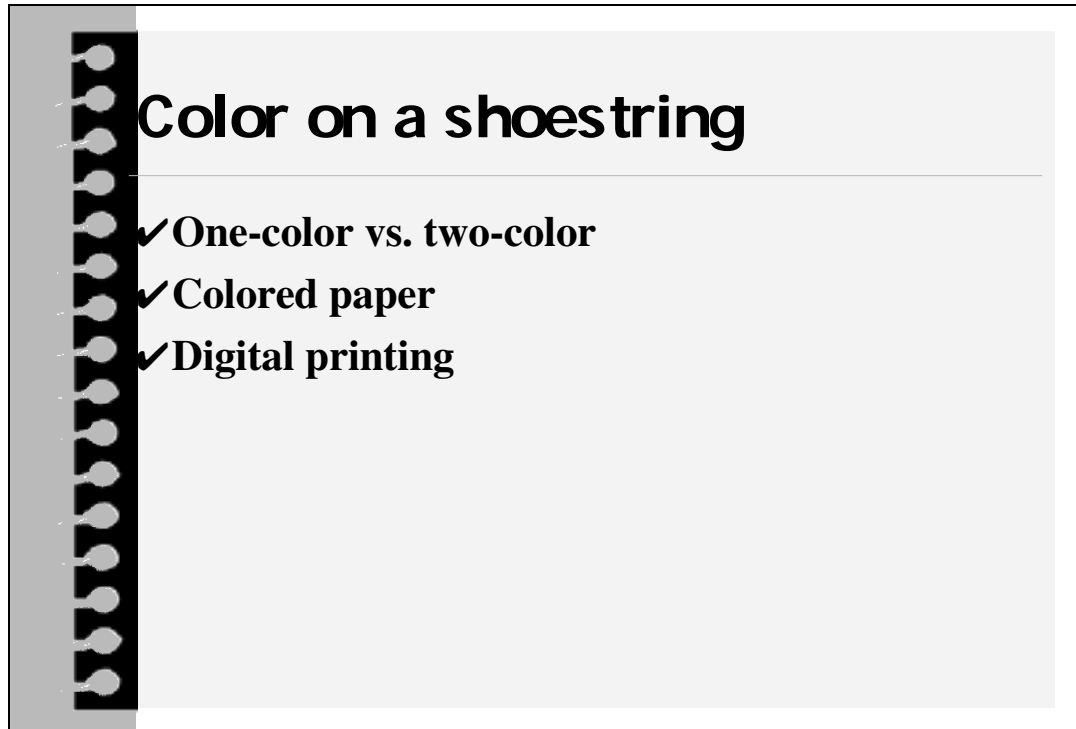 Color on a shoestring
✔One-color vs. two-color
✔Colored paper
✔Digital printing